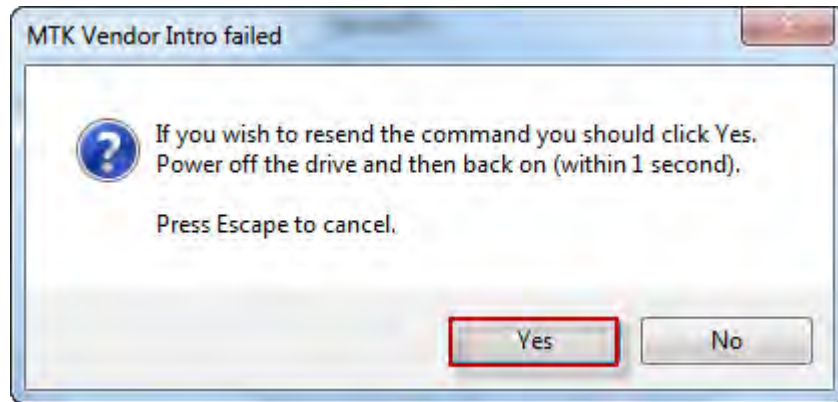 MTK Vendor Intro failed
If you wish to resend the command you should click Yes.
Power off the drive and then back on (within 1 second).
Press Escape to cancel.
Yes
No